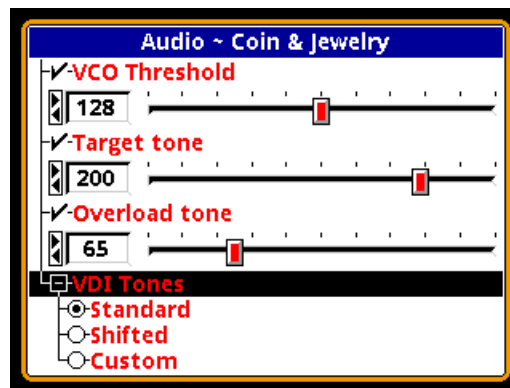 Audio ~ Coin & Jewelry
VCO Threshold
128
Target tone
200
Overload tone
65
VDI Tones
Standard
Shifted
Custom